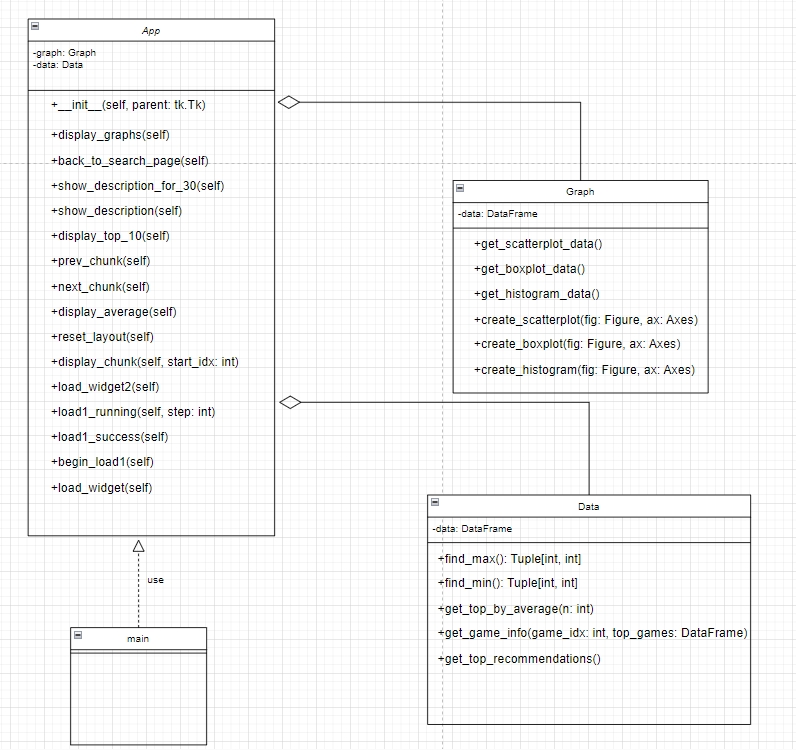 App
-graph: Graph
-data: Data
+__init__(self, parent: tk.Tk)
+display_graphs(self)
+back_to_search_page(self)
+show_description_for_30(self)
+show_description(self)
+display_top_10(self)
+prev_chunk(self)
+next_chunk(self)
+display_average(self)
+reset_layout(self)
+display_chunk(self, start_idx: int)
+load_widget2(self)
+load1_running(self, step: int)
+load1_success(self)
+begin_load1(self)
+load_widget(self)
Graph
-data: DataFrame
+get_scatterplot_data()
+get_boxplot_data()
+get_histogram_data()
+create_scatterplot(fig: Figure, ax: Axes)
+create_boxplot(fig: Figure, ax: Axes)
+create_histogram(fig: Figure, ax: Axes)
Data
-data: DataFrame
+find_max(): Tuple[int, int]
+find_min(): Tuple[int, int]
+get_top_by_average(n: int)
+get_game_info(game_idx: int, top_games: DataFrame)
+get_top_recommendations()
use
main